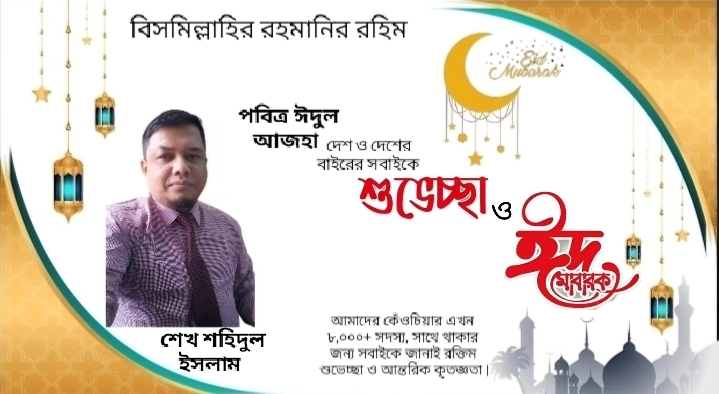 বিসমিল্লাহির রহমানির রহিম
Eid
Mubarak
পবিত্র ঈদুল
আজহা
দেশ ও দেশের
বাইরের সবাইকে
শুভেচ্ছা ও
ঈদ
মোবারক
শেখ শহিদুল
ইসলাম
আমাদের কেঁওচিয়ার এখন
৮,০০০+ সদস্য, সাথে থাকার
জন্য সবাইকে জানাই রক্তিম
শুভেচ্ছা ও আন্তরিক কৃতজ্ঞতা।